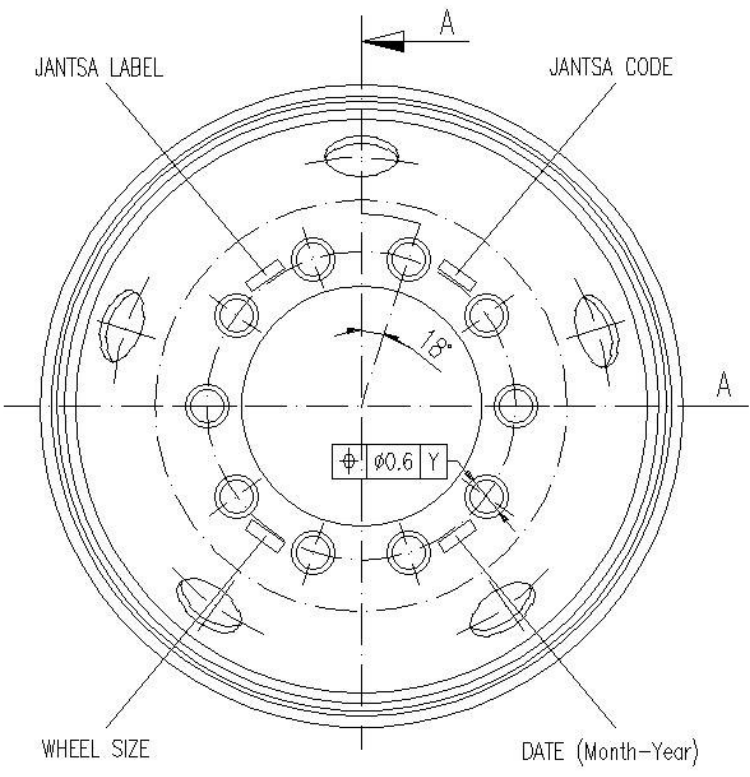 A
JANTSA LABEL
JANTSA CODE
18°
A
⌖ ø0.6 Y
WHEEL SIZE
DATE (Month-Year)